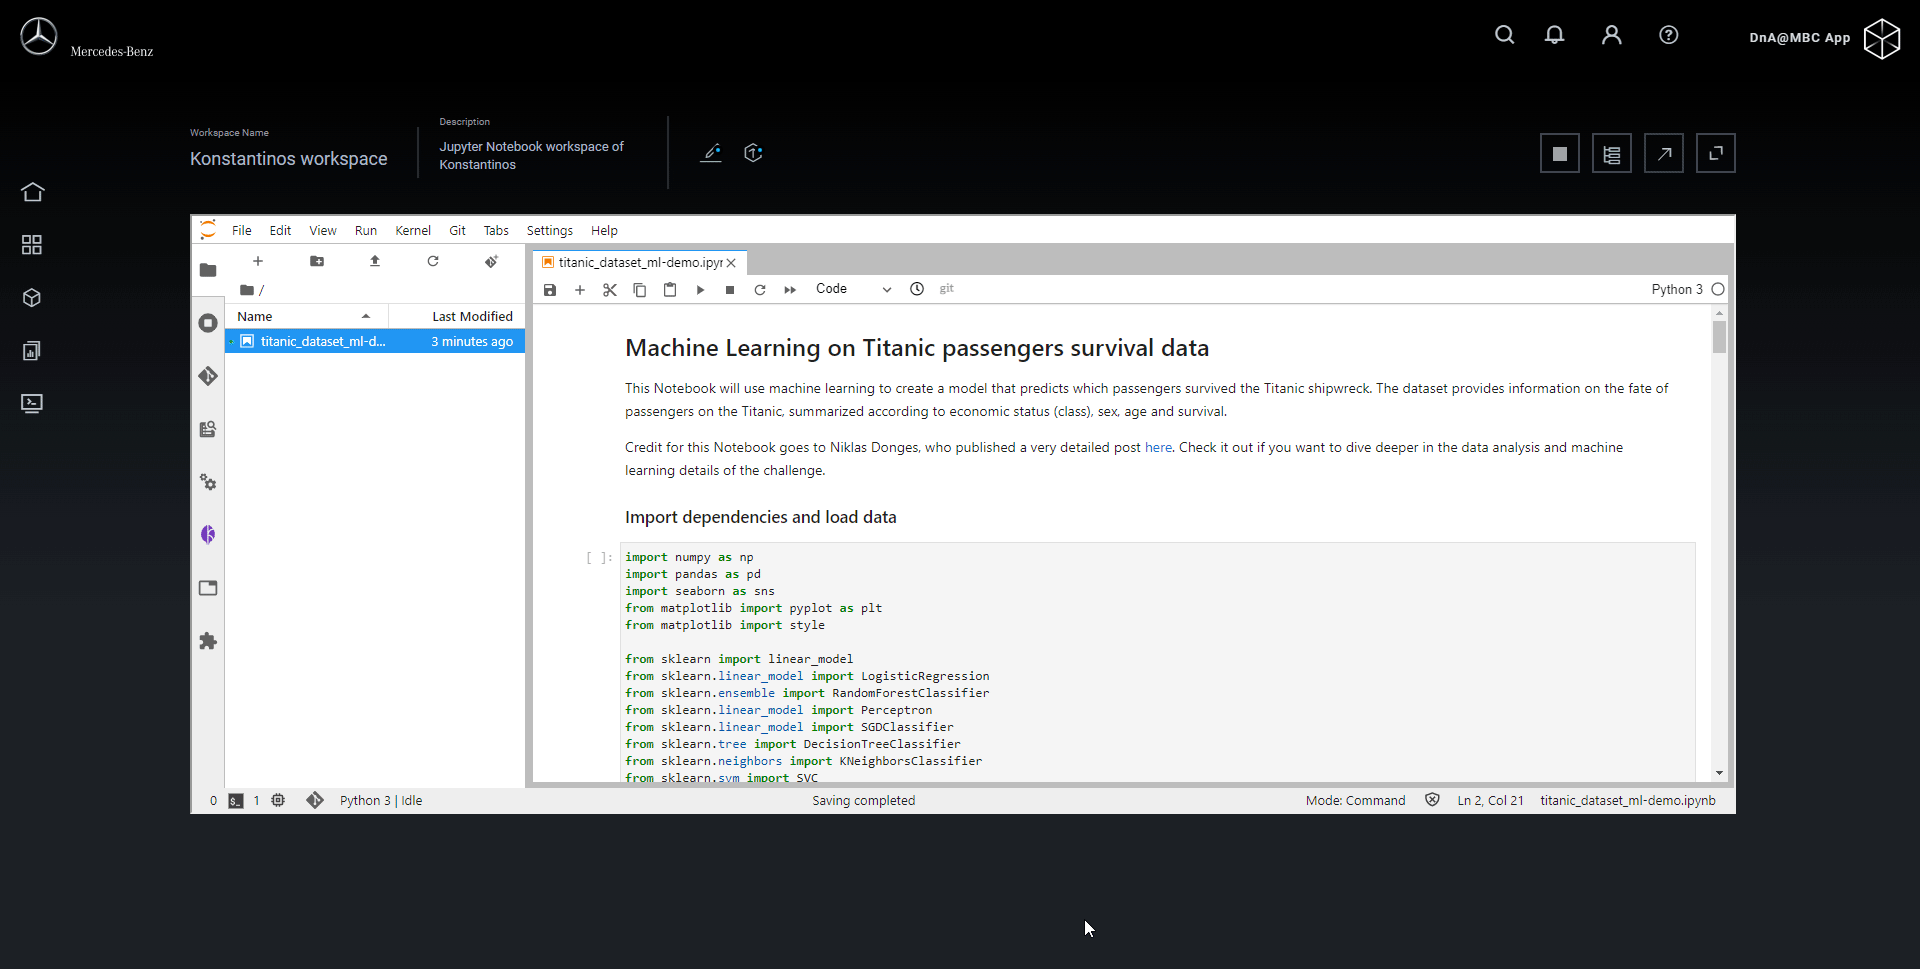 Mercedes-Benz
DnA@MBC App
Workspace Name
Konstantinos workspace
Description
Jupyter Notebook workspace of
Konstantinos
File Edit View Run Kernel Git Tabs Settings Help
/
Name Last Modified
titanic_dataset_ml-d... 3 minutes ago
titanic_dataset_ml-demo.ipyr
Code git Python 3
Machine Learning on Titanic passengers survival data
This Notebook will use machine learning to create a model that predicts which passengers survived the Titanic shipwreck. The dataset provides information on the fate of
passengers on the Titanic, summarized according to economic status (class), sex, age and survival.
Credit for this Notebook goes to Niklas Donges, who published a very detailed post here. Check it out if you want to dive deeper in the data analysis and machine
learning details of the challenge.
Import dependencies and load data
[ ]: import numpy as np
import pandas as pd
import seaborn as sns
from matplotlib import pyplot as plt
from matplotlib import style
from sklearn import linear_model
from sklearn.linear_model import LogisticRegression
from sklearn.ensemble import RandomForestClassifier
from sklearn.linear_model import Perceptron
from sklearn.linear_model import SGDClassifier
from sklearn.tree import DecisionTreeClassifier
from sklearn.neighbors import KNeighborsClassifier
from sklearn.svm import SVC
0 $_ 1 Python 3 | Idle Saving completed Mode: Command Ln 2, Col 21 titanic_dataset_ml-demo.ipynb